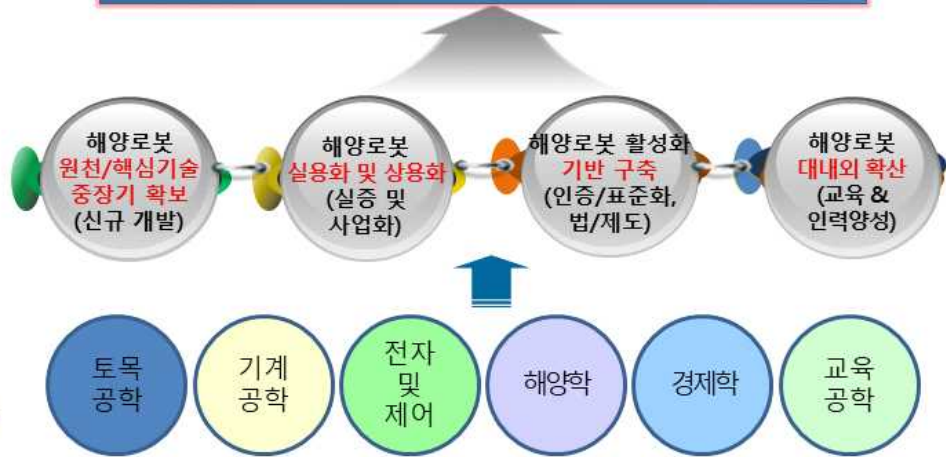 해양로봇
원천/핵심기술
중장기 확보
(신규 개발)
해양로봇
실용화 및 상용화
(실증 및
사업화)
해양로봇 활성화
기반 구축
(인증/표준화,
법/제도)
해양로봇
대내외 확산
(교육 &
인력양성)
토목
공학
기계
공학
전자
및
제어
해양학
경제학
교육
공학